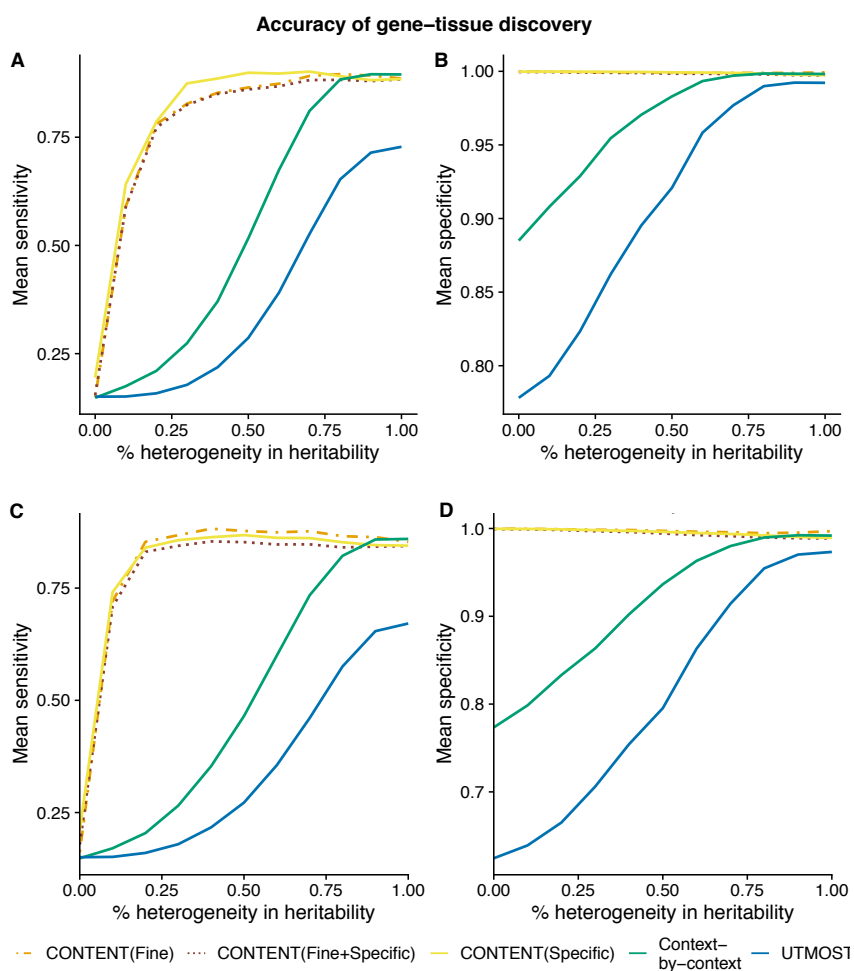 Accuracy of gene–tissue discovery
A
B
Mean sensitivity
0.75
0.50
0.25
0.00 0.25 0.50 0.75 1.00
% heterogeneity in heritability
Mean specificity
1.00
0.95
0.90
0.85
0.80
0.00 0.25 0.50 0.75 1.00
% heterogeneity in heritability
C
D
Mean sensitivity
0.75
0.50
0.25
0.00 0.25 0.50 0.75 1.00
% heterogeneity in heritability
Mean specificity
1.0
0.9
0.8
0.7
0.00 0.25 0.50 0.75 1.00
% heterogeneity in heritability
CONTENT(Fine)
CONTENT(Fine+Specific)
CONTENT(Specific)
Context–
by–context
UTMOST